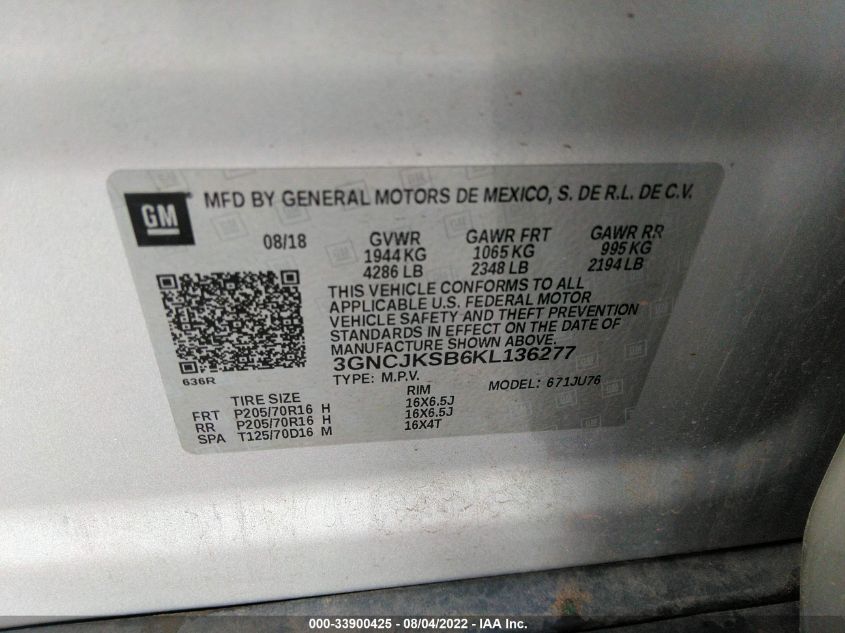 GM
MFD BY GENERAL MOTORS DE MEXICO, S. DE R.L. DE C.V.
08/18 GVWR GAWR FRT GAWR RR
1944 KG 1065 KG 995 KG
4286 LB 2348 LB 2194 LB
THIS VEHICLE CONFORMS TO ALL
APPLICABLE U.S. FEDERAL MOTOR
VEHICLE SAFETY AND THEFT PREVENTION
STANDARDS IN EFFECT ON THE DATE OF
MANUFACTURE SHOWN ABOVE.
3GNCJKSB6KL136277
636R
TYPE: M.P.V. MODEL: 671JU76
TIRE SIZE RIM
FRT P205/70R16 H 16X6.5J
RR P205/70R16 H 16X6.5J
SPA T125/70D16 M 16X4T
000-33900425 - 08/04/2022 - IAA Inc.